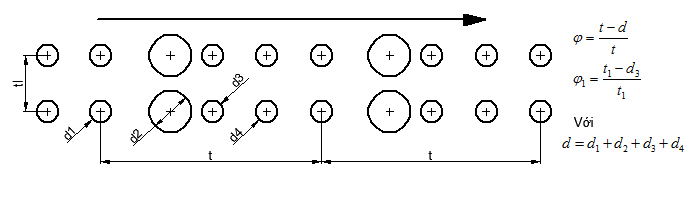 t1
d1
d2
d3
d4
t
t
φ = (t − d) / t
φ₁ = (t₁ − d₃) / t₁
Với
d = d₁ + d₂ + d₃ + d₄